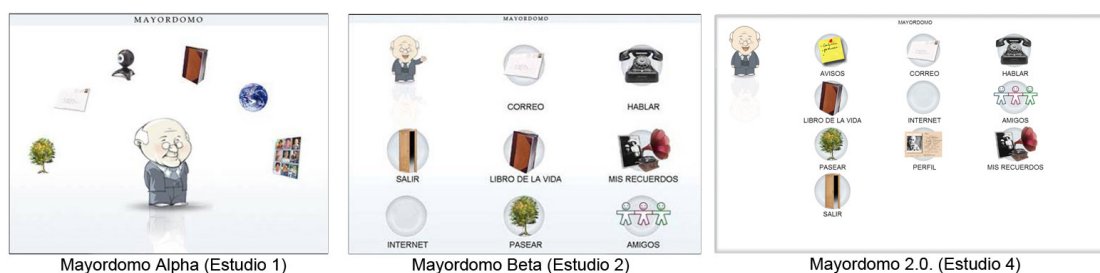 MAYORDOMO
Mayordomo Alpha (Estudio 1)
MAYORDOMO
CORREO
HABLAR
SALIR
LIBRO DE LA VIDA
MIS RECUERDOS
INTERNET
PASEAR
AMIGOS
Mayordomo Beta (Estudio 2)
MAYORDOMO
AVISOS
CORREO
HABLAR
LIBRO DE LA VIDA
INTERNET
AMIGOS
PASEAR
PERFIL
MIS RECUERDOS
SALIR
Mayordomo 2.0. (Estudio 4)